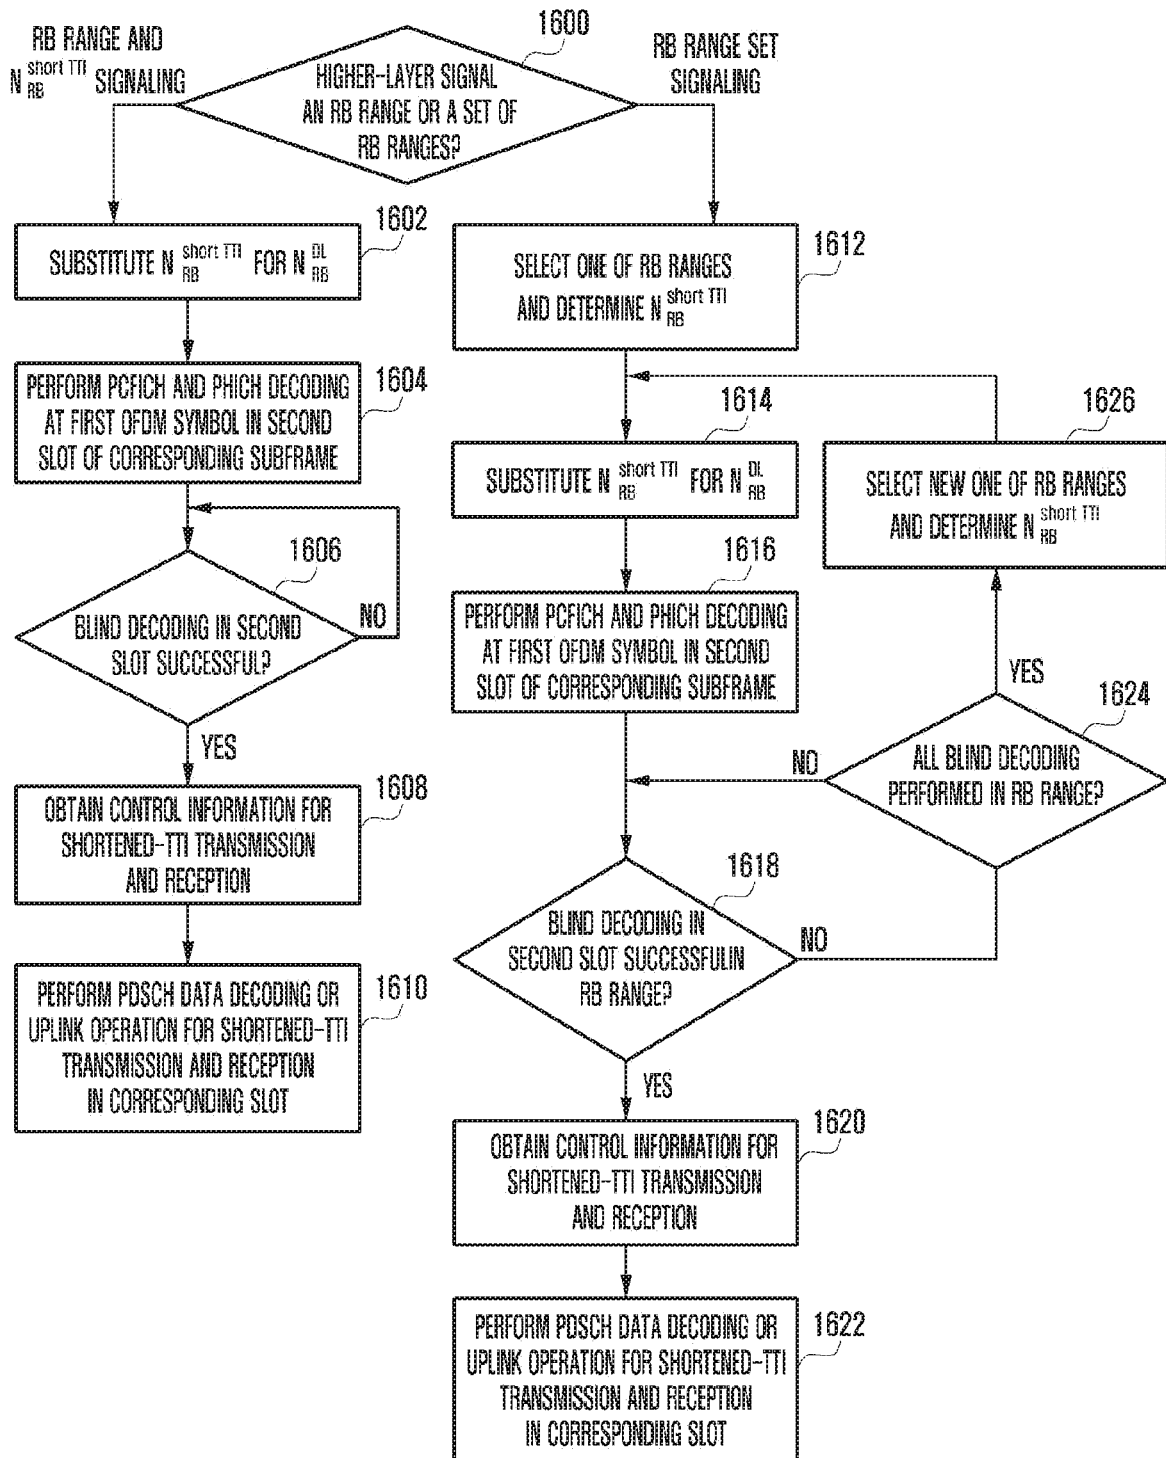 1600
RB RANGE AND
N RB short TTI SIGNALING
HIGHER-LAYER SIGNAL
AN RB RANGE OR A SET OF
RB RANGES?
RB RANGE SET
SIGNALING
1602
SUBSTITUTE N RB short TTI FOR N RB DL
1604
PERFORM PCFICH AND PHICH DECODING
AT FIRST OFDM SYMBOL IN SECOND
SLOT OF CORRESPONDING SUBFRAME
1606
BLIND DECODING IN SECOND
SLOT SUCCESSFUL?
NO
YES
1608
OBTAIN CONTROL INFORMATION FOR
SHORTENED-TTI TRANSMISSION
AND RECEPTION
1610
PERFORM PDSCH DATA DECODING OR
UPLINK OPERATION FOR SHORTENED-TTI
TRANSMISSION AND RECEPTION
IN CORRESPONDING SLOT
1612
SELECT ONE OF RB RANGES
AND DETERMINE N RB short TTI
1614
SUBSTITUTE N RB short TTI FOR N RB DL
1616
PERFORM PCFICH AND PHICH DECODING
AT FIRST OFDM SYMBOL IN SECOND
SLOT OF CORRESPONDING SUBFRAME
1618
BLIND DECODING IN
SECOND SLOT SUCCESSFULIN
RB RANGE?
NO
YES
1620
OBTAIN CONTROL INFORMATION FOR
SHORTENED-TTI TRANSMISSION
AND RECEPTION
1622
PERFORM PDSCH DATA DECODING OR
UPLINK OPERATION FOR SHORTENED-TTI
TRANSMISSION AND RECEPTION
IN CORRESPONDING SLOT
1624
ALL BLIND DECODING
PERFORMED IN RB RANGE?
NO
YES
1626
SELECT NEW ONE OF RB RANGES
AND DETERMINE N RB short TTI